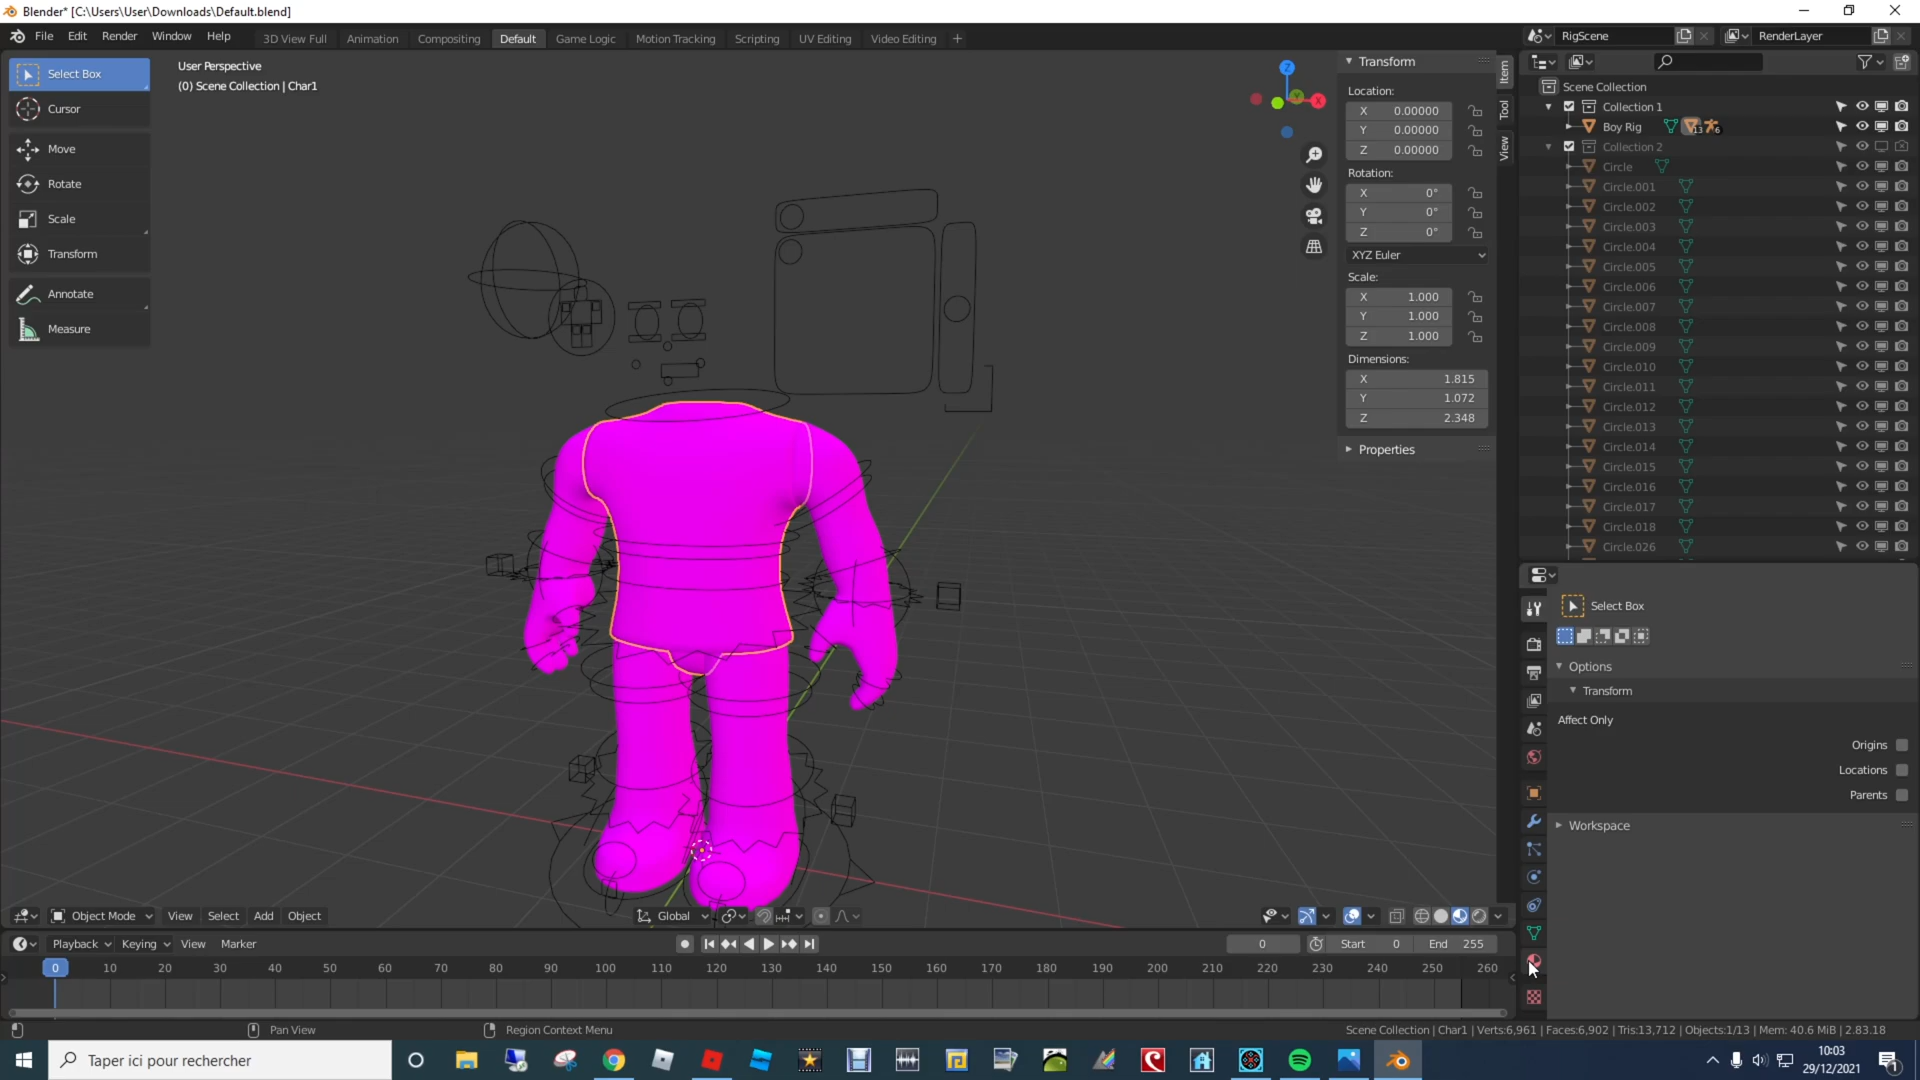 Blender* [C:\Users\User\Downloads\Default.blend]
File Edit Render Window Help
3D View Full Animation Compositing Default Game Logic Motion Tracking Scripting UV Editing Video Editing +
RigScene
RenderLayer
Select Box
Cursor
Move
Rotate
Scale
Transform
Annotate
Measure
User Perspective
(0) Scene Collection | Char1
Z
Y
X
Transform
Location:
X 0.00000
Y 0.00000
Z 0.00000
Rotation:
X 0°
Y 0°
Z 0°
XYZ Euler
Scale:
X 1.000
Y 1.000
Z 1.000
Dimensions:
X 1.815
Y 1.072
Z 2.348
Properties
Item
Tool
View
Scene Collection
Collection 1
Boy Rig 13 6
Collection 2
Circle
Circle.001
Circle.002
Circle.003
Circle.004
Circle.005
Circle.006
Circle.007
Circle.008
Circle.009
Circle.010
Circle.011
Circle.012
Circle.013
Circle.014
Circle.015
Circle.016
Circle.017
Circle.018
Circle.026
Select Box
Options
Transform
Affect Only
Origins
Locations
Parents
Workspace
Object Mode View Select Add Object
Global
Playback Keying View Marker
0 Start 0 End 255
0 10 20 30 40 50 60 70 80 90 100 110 120 130 140 150 160 170 180 190 200 210 220 230 240 250 260
Pan View
Region Context Menu
Scene Collection | Char1 | Verts:6,961 | Faces:6,902 | Tris:13,712 | Objects:1/13 | Mem: 40.6 MiB | 2.83.18
Taper ici pour rechercher
10:03
29/12/2021
1